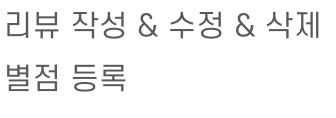 리뷰 작성 & 수정 & 삭제
별점 등록